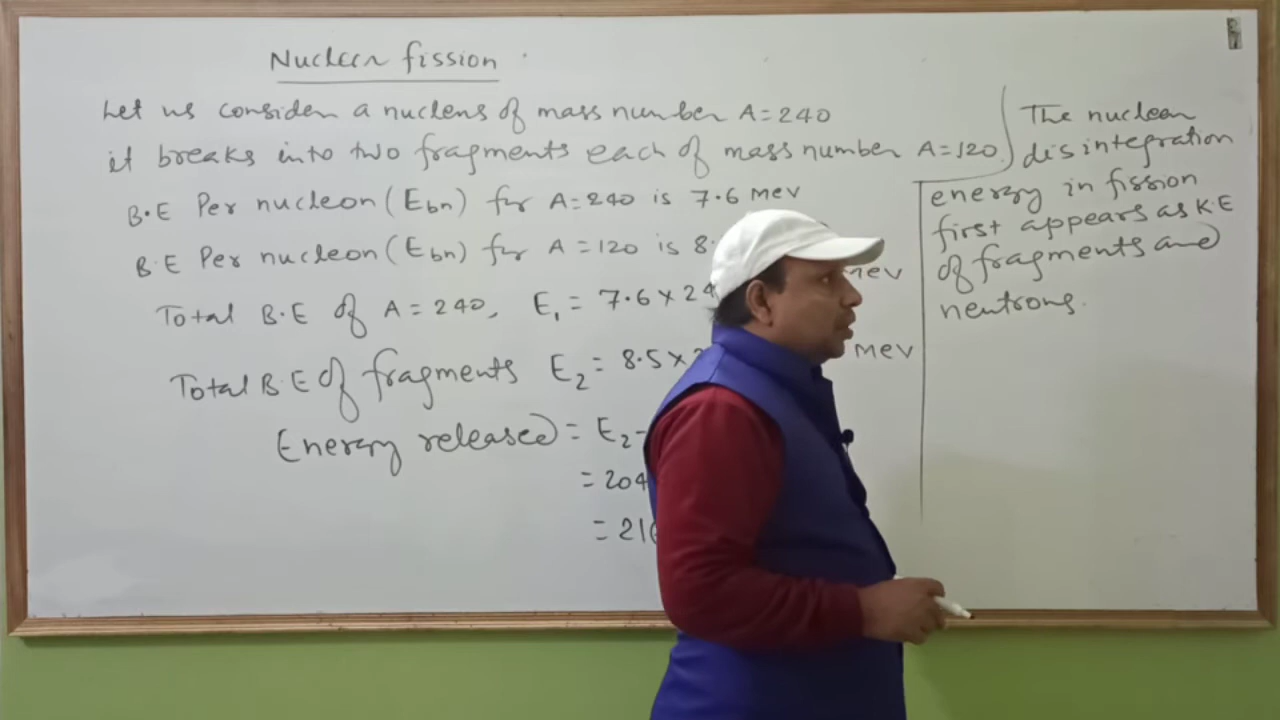 Nuclear fission
Let us consider a nucleus of mass number A=240
it breaks into two fragments each of mass number A=120.
B.E Per nucleon (Ebn) for A=240 is 7.6 mev
B.E Per nucleon (Ebn) for A=120 is 8.
mev
Total B.E of A=240, E1 = 7.6 × 24
Total B.E of fragments E2 = 8.5 ×
mev
Energy released = E2 -
= 204
= 216
The nuclear
disintegration
energy in fission
first appears as K.E
of fragments and
neutrons.